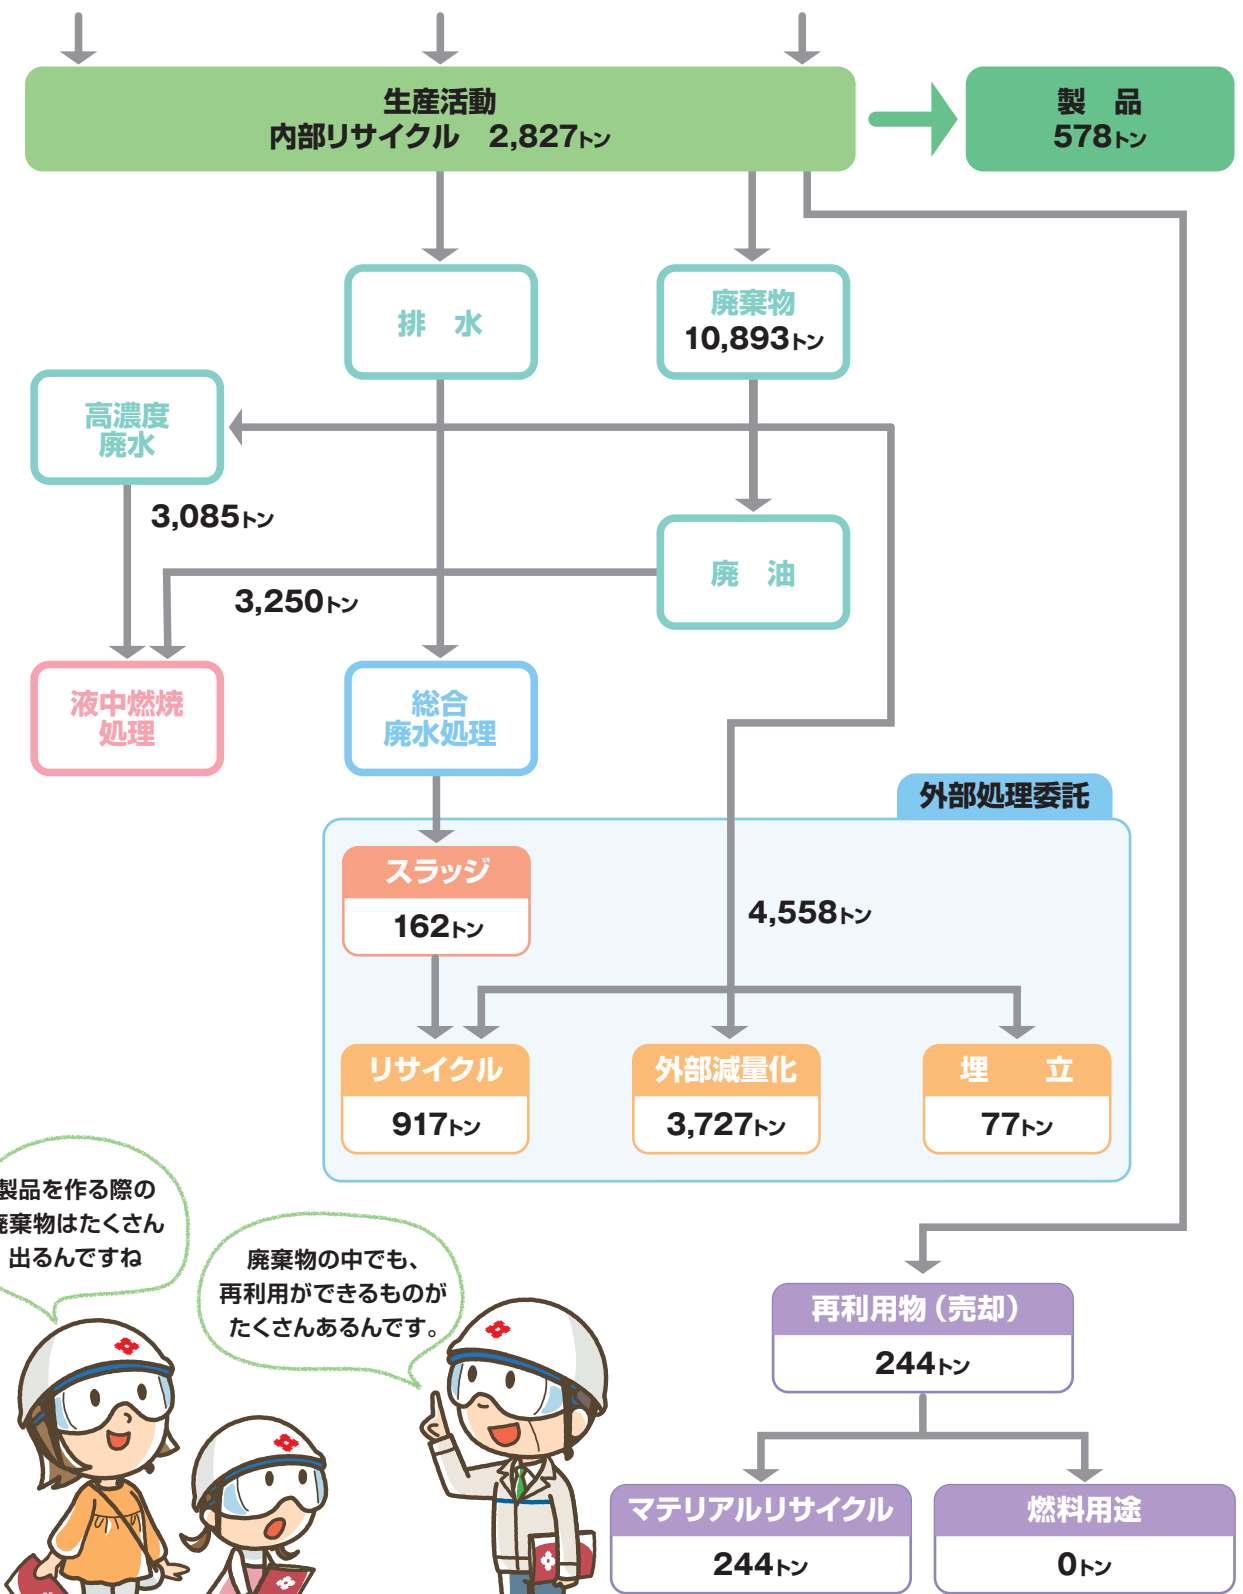 生産活動
内部リサイクル 2,827トン
製 品
578トン
排 水
廃棄物
10,893トン
高濃度
廃水
3,085トン
廃 油
3,250トン
液中燃焼
処理
総合
廃水処理
外部処理委託
スラッジ
162トン
4,558トン
リサイクル
917トン
外部減量化
3,727トン
埋 立
77トン
製品を作る際の
廃棄物はたくさん
出るんですね
廃棄物の中でも、
再利用ができるものが
たくさんあるんです。
再利用物（売却）
244トン
マテリアルリサイクル
244トン
燃料用途
0トン